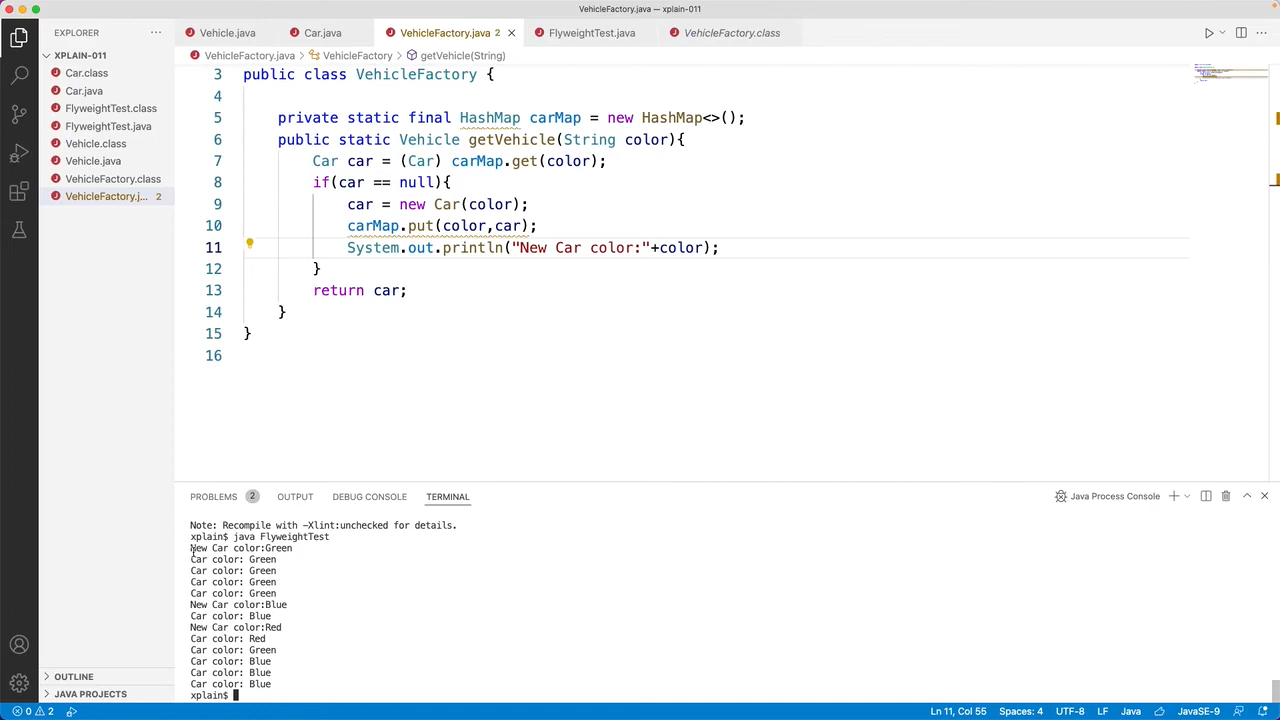 VehicleFactory.java — xplain-011
EXPLORER
Vehicle.java
Car.java
VehicleFactory.java 2
FlyweightTest.java
VehicleFactory.class
XPLAIN-011
VehicleFactory.java > VehicleFactory > getVehicle(String)
Car.class
Car.java
FlyweightTest.class
FlyweightTest.java
Vehicle.class
Vehicle.java
VehicleFactory.class
VehicleFactory.j... 2
3 public class VehicleFactory {
4
5 private static final HashMap carMap = new HashMap<>();
6 public static Vehicle getVehicle(String color){
7 Car car = (Car) carMap.get(color);
8 if(car == null){
9 car = new Car(color);
10 carMap.put(color,car);
11 System.out.println("New Car color:"+color);
12 }
13 return car;
14 }
15 }
16
PROBLEMS 2 OUTPUT DEBUG CONSOLE TERMINAL
Java Process Console
Note: Recompile with -Xlint:unchecked for details.
xplain$ java FlyweightTest
New Car color:Green
Car color: Green
Car color: Green
Car color: Green
Car color: Green
New Car color:Blue
Car color: Blue
New Car color:Red
Car color: Red
Car color: Green
Car color: Blue
Car color: Blue
Car color: Blue
xplain$
OUTLINE
JAVA PROJECTS
0 2
Ln 11, Col 55 Spaces: 4 UTF-8 LF Java JavaSE-9